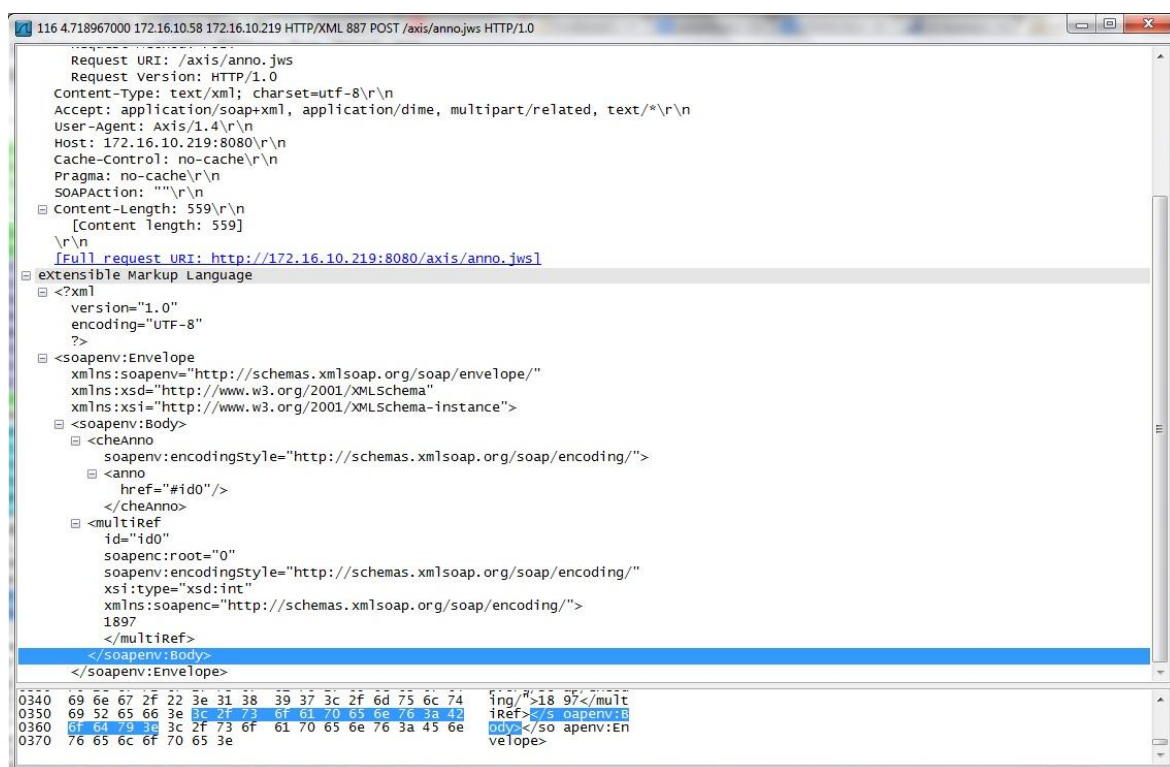 116 4.718967000 172.16.10.58 172.16.10.219 HTTP/XML 887 POST /axis/anno.jws HTTP/1.0
Request URI: /axis/anno.jws
Request Version: HTTP/1.0
Content-Type: text/xml; charset=utf-8\r\n
Accept: application/soap+xml, application/dime, multipart/related, text/*\r\n
User-Agent: Axis/1.4\r\n
Host: 172.16.10.219:8080\r\n
Cache-Control: no-cache\r\n
Pragma: no-cache\r\n
SOAPAction: ""\r\n
Content-Length: 559\r\n
[Content length: 559]
\r\n
[Full request URI: http://172.16.10.219:8080/axis/anno.jws]
eXtensible Markup Language
<?xml
version="1.0"
encoding="UTF-8"
?>
<soapenv:Envelope
xmlns:soapenv="http://schemas.xmlsoap.org/soap/envelope/"
xmlns:xsd="http://www.w3.org/2001/XMLSchema"
xmlns:xsi="http://www.w3.org/2001/XMLSchema-instance">
<soapenv:Body>
<cheAnno
soapenv:encodingStyle="http://schemas.xmlsoap.org/soap/encoding/">
<anno
href="#id0"/>
</cheAnno>
<multiRef
id="id0"
soapenc:root="0"
soapenv:encodingStyle="http://schemas.xmlsoap.org/soap/encoding/"
xsi:type="xsd:int"
xmlns:soapenc="http://schemas.xmlsoap.org/soap/encoding/">
1897
</multiRef>
</soapenv:Body>
</soapenv:Envelope>
0340 69 6e 67 2f 22 3e 31 38 39 37 3c 2f 6d 75 6c 74 ing/">18 97</mult
0350 69 52 65 66 3e 3c 2f 73 6f 61 70 65 6e 76 3a 42 iRef></s oapenv:B
0360 6f 64 79 3e 3c 2f 73 6f 61 70 65 6e 76 3a 45 6e ody></so apenv:En
0370 76 65 6c 6f 70 65 3e velope>